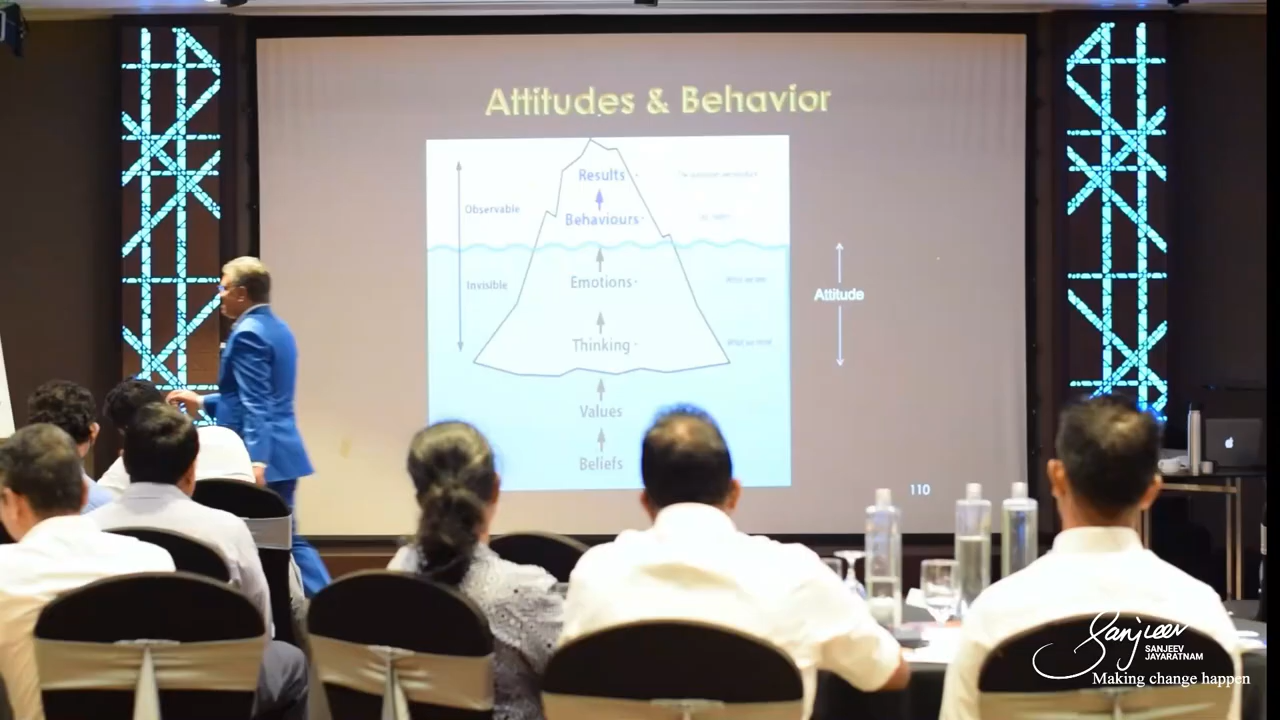 Attitudes & Behavior
Results
Observable
Behaviours
Emotions
Invisible
Attitude
Thinking
Values
Beliefs
110
Sanjeev
SANJEEV
JAYARATNAM
Making change happen